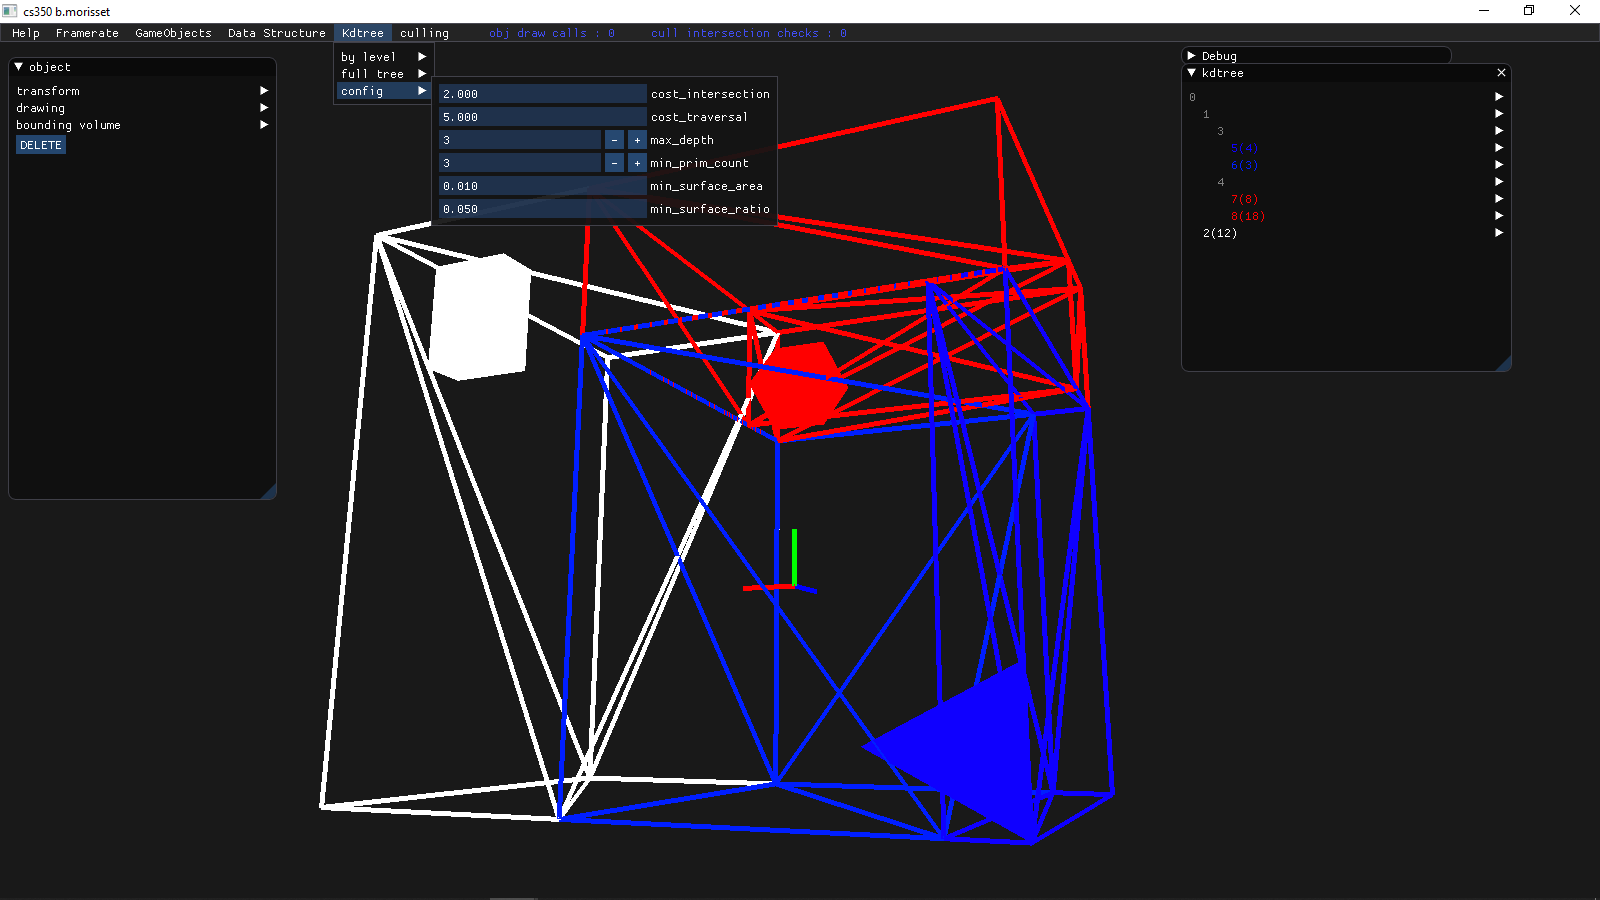 cs350 b.morisset
Help Framerate GameObjects Data Structure Kdtree culling obj draw calls : 0 cull intersection checks : 0
object
transform
drawing
bounding volume
DELETE
by level
full tree
config
2.000 cost_intersection
5.000 cost_traversal
3 - + max_depth
3 - + min_prim_count
0.010 min_surface_area
0.050 min_surface_ratio
Debug
kdtree
0
1
3
5(4)
6(3)
4
7(8)
8(18)
2(12)